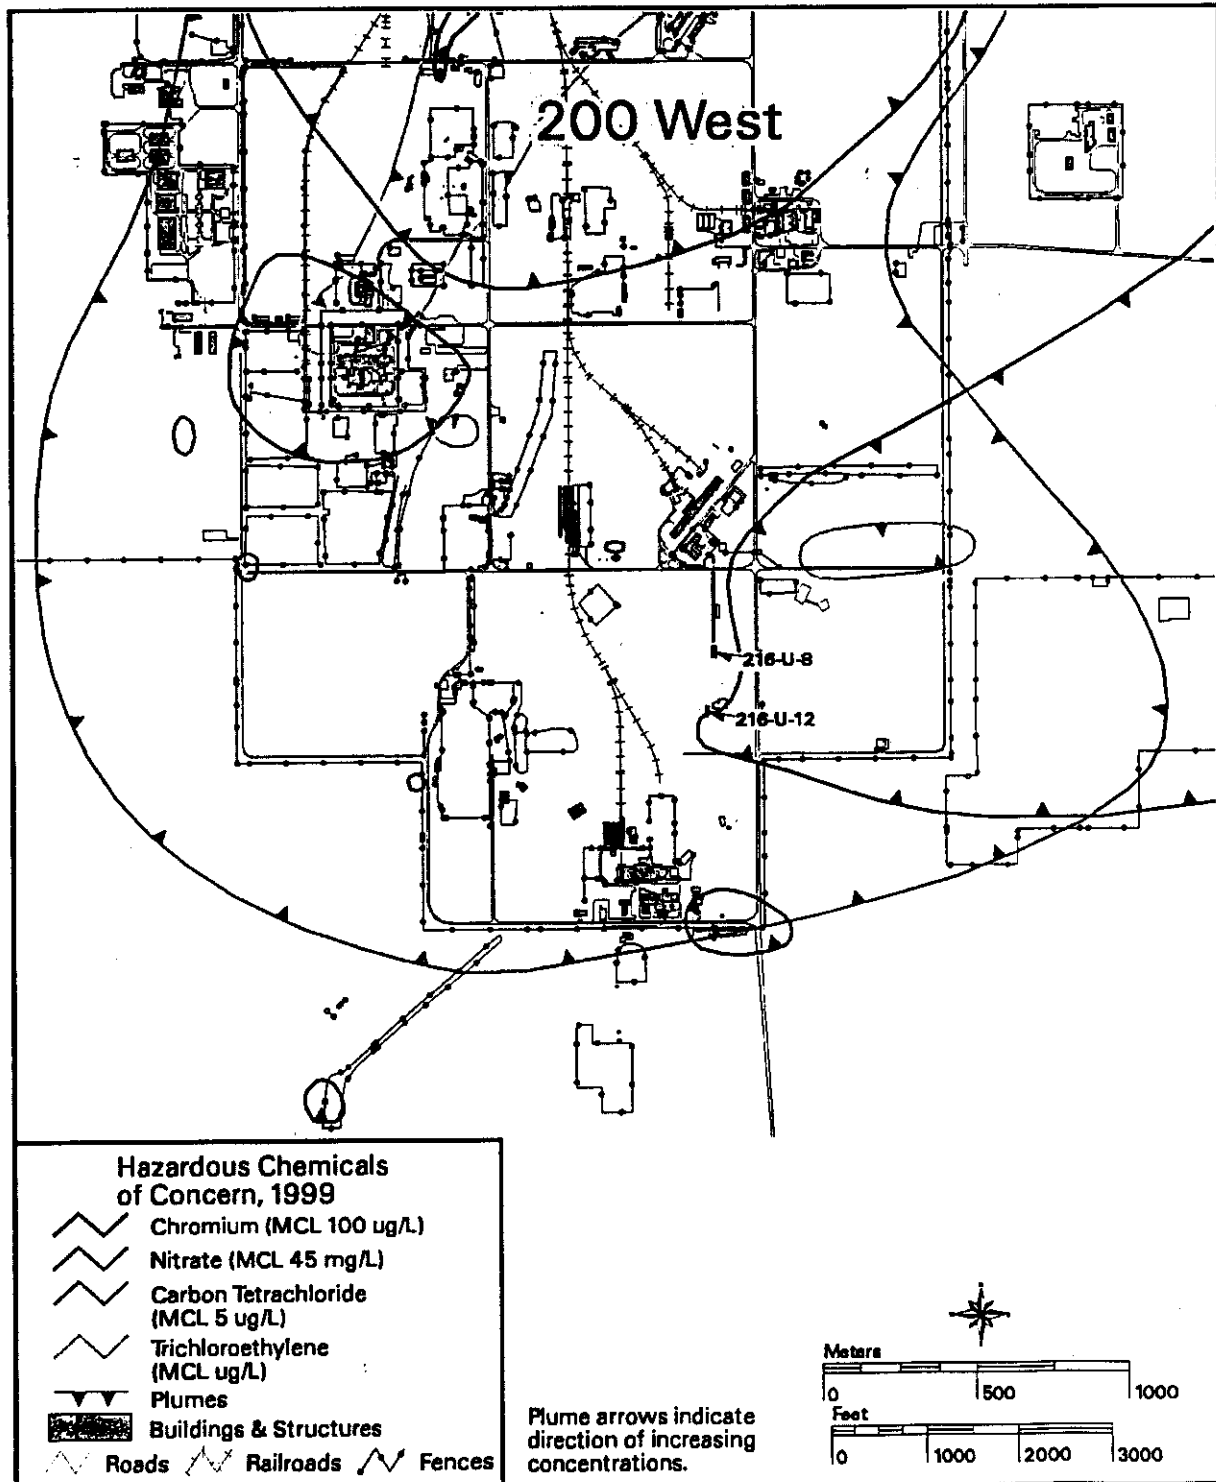 200 West
216-U-8
216-U-12
Hazardous Chemicals
of Concern, 1999
Chromium (MCL 100 ug/L)
Nitrate (MCL 45 mg/L)
Carbon Tetrachloride
(MCL 5 ug/L)
Trichloroethylene
(MCL ug/L)
Plumes
Buildings & Structures
Roads Railroads Fences
Plume arrows indicate
direction of increasing
concentrations.
Meters
0 500 1000
Feet
0 1000 2000 3000